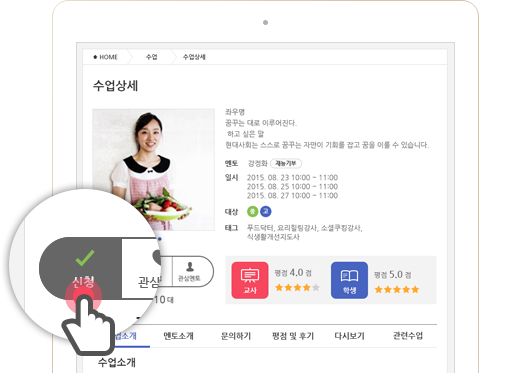 HOME 수업 수업상세
수업상세
좌우명
꿈꾸는 대로 이루어진다.
하고 싶은 말
현대사회는 스스로 꿈꾸는 자만이 기회를 잡고 꿈을 이룰 수 있습니다.
멘토 강정화 재능기부
일시 2015. 08. 23 10:00 ~ 11:00
2015. 08. 25 10:00 ~ 11:00
2015. 08. 27 10:00 ~ 11:00
대상 중 고
태그 푸드닥터, 요리힐링강사, 소셜쿠킹강사,
식생활개선지도사
신청 관심
관심멘토
10 대
교사 평점 4.0 점
학생 평점 5.0 점
업소개 멘토소개 문의하기 평점 및 후기 다시보기 관련수업
수업소개